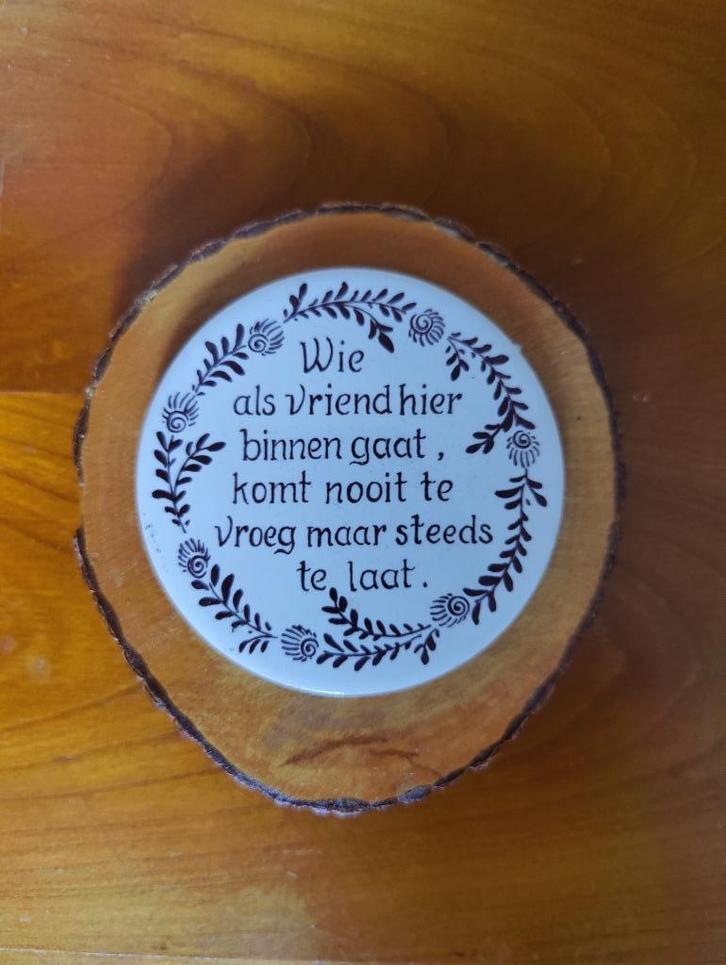 Wie
als vriend hier
binnen gaat,
komt nooit te
vroeg maar steeds
te laat.